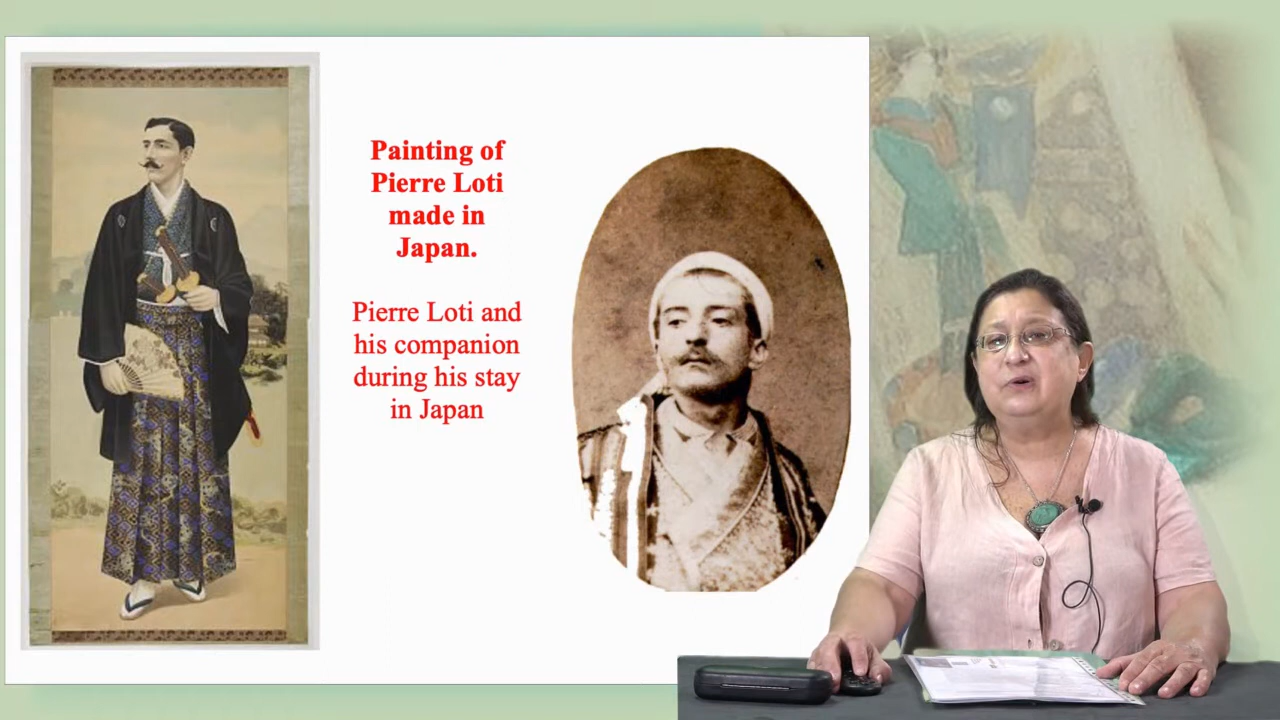 Painting of
Pierre Loti
made in
Japan.
Pierre Loti and
his companion
during his stay
in Japan